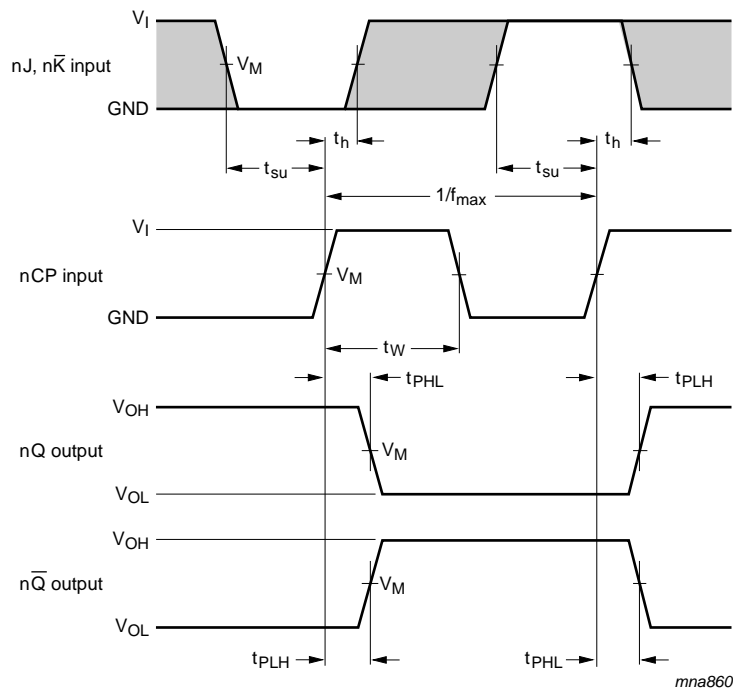 V_I
nJ, nK̅ input
V_M
GND
t_h
t_h
t_su
t_su
1/f_max
V_I
nCP input
V_M
GND
t_W
t_PHL
t_PLH
V_OH
nQ output
V_M
V_OL
V_OH
nQ̅ output
V_M
V_OL
t_PLH
t_PHL
mna860